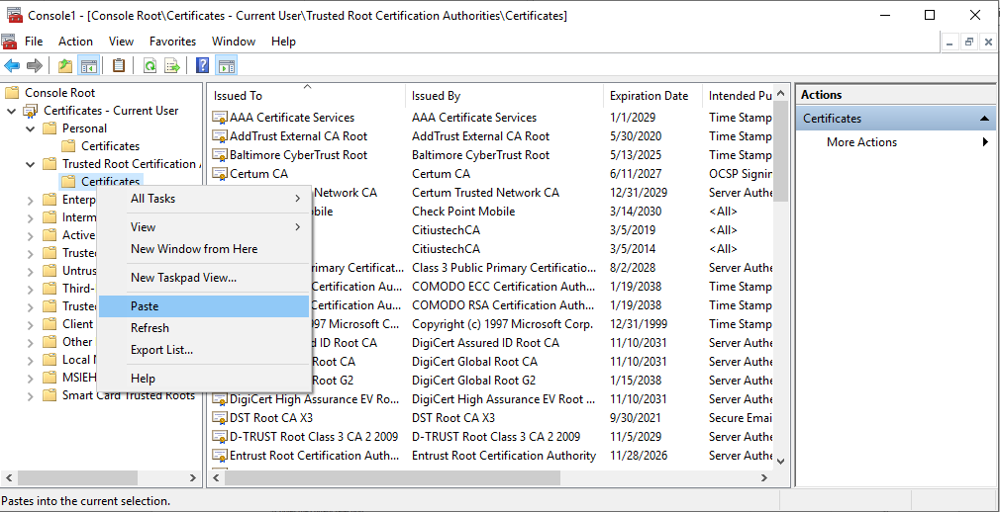 Console1 - [Console Root\Certificates - Current User\Trusted Root Certification Authorities\Certificates]
File Action View Favorites Window Help
Console Root
Certificates - Current User
Personal
Certificates
Trusted Root Certification
Certificates
Enterp
Interm
Active
Trusted
Untrus
Third-
Trusted
Client
Other
Local
MSIEH
Smart Card Trusted Roots
All Tasks
View
New Window from Here
New Taskpad View...
Paste
Refresh
Export List...
Help
Issued To Issued By Expiration Date Intended Pu
AAA Certificate Services AAA Certificate Services 1/1/2029 Time Stamp
AddTrust External CA Root AddTrust External CA Root 5/30/2020 Time Stamp
Baltimore CyberTrust Root Baltimore CyberTrust Root 5/13/2025 Time Stamp
Certum CA Certum CA 6/11/2027 OCSP Signin
Network CA Certum Trusted Network CA 12/31/2029 Server Authe
bile Check Point Mobile 3/14/2030 <All>
CitiustechCA 3/5/2019 <All>
CitiustechCA 3/5/2014 <All>
imary Certificat... Class 3 Public Primary Certificatio... 8/2/2028 Server Authe
ertification Au... COMODO ECC Certification Au... 1/19/2038 Time Stamp
ertification Au... COMODO RSA Certification Au... 1/19/2038 Time Stamp
997 Microsoft C... Copyright (c) 1997 Microsoft Corp. 12/31/1999 Time Stamp
ID Root CA DigiCert Assured ID Root CA 11/10/2031 Server Authe
Root CA DigiCert Global Root CA 11/10/2031 Server Authe
Root G2 DigiCert Global Root G2 1/15/2038 Server Authe
DigiCert High Assurance EV Ro... DigiCert High Assurance EV Root ... 11/10/2031 Server Authe
DST Root CA X3 DST Root CA X3 9/30/2021 Secure Emai
D-TRUST Root Class 3 CA 2 2009 D-TRUST Root Class 3 CA 2 2009 11/5/2029 Server Authe
Entrust Root Certification Auth... Entrust Root Certification Authority 11/28/2026 Server Authe
Actions
Certificates
More Actions
Pastes into the current selection.